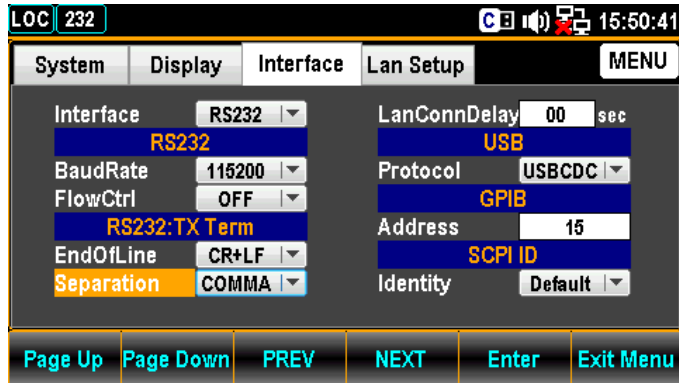 LOC 232 C 15:50:41
System Display Interface Lan Setup MENU
Interface RS232
RS232
BaudRate 115200
FlowCtrl OFF
RS232:TX Term
EndOfLine CR+LF
Separation COMMA
LanConnDelay 00 sec
USB
Protocol USBCDC
GPIB
Address 15
SCPI ID
Identity Default
Page Up Page Down PREV NEXT Enter Exit Menu